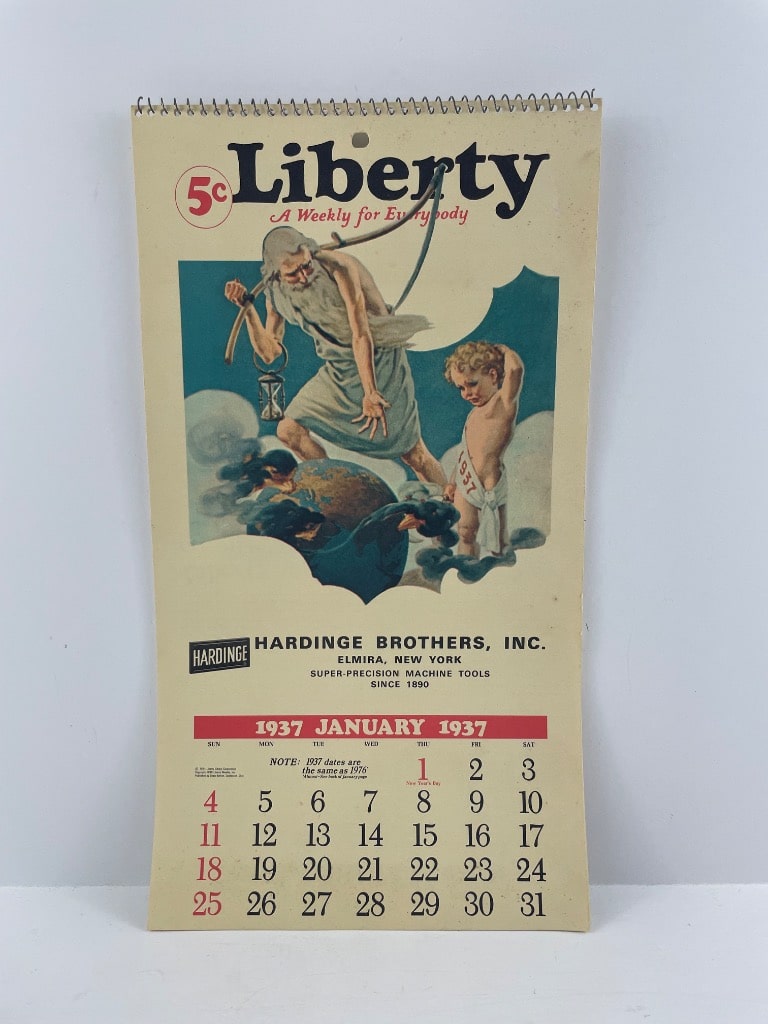 5c Liberty
A Weekly for Everybody
1937
HARDINGE
HARDINGE BROTHERS, INC.
ELMIRA, NEW YORK
SUPER-PRECISION MACHINE TOOLS
SINCE 1890
1937 JANUARY 1937
SUN MON TUE WED THU FRI SAT
NOTE: 1937 dates are
the same as 1976*
1 2 3
New Year's Day
4 5 6 7 8 9 10
11 12 13 14 15 16 17
18 19 20 21 22 23 24
25 26 27 28 29 30 31